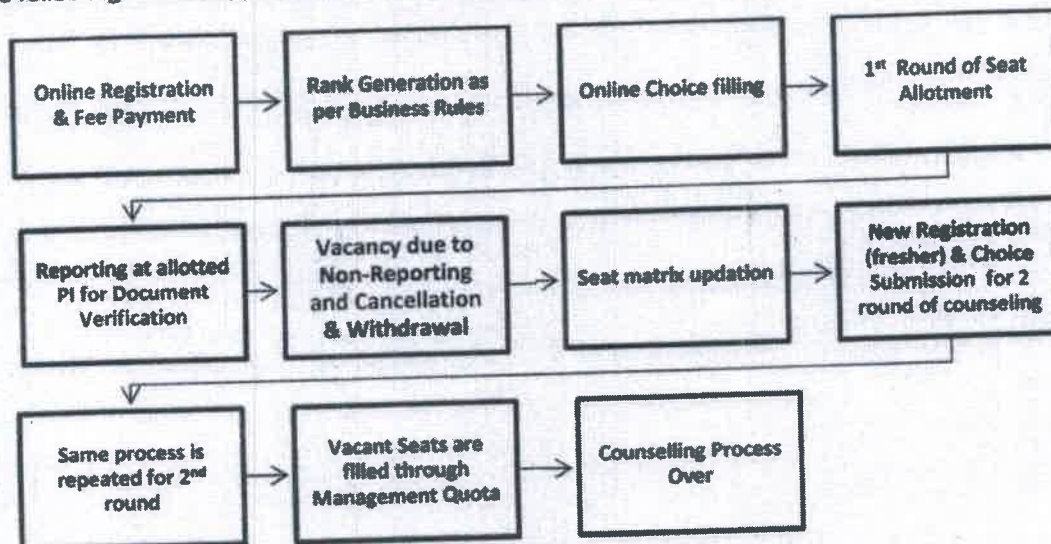 Online Registration
& Fee Payment
Rank Generation as
per Business Rules
Online Choice filling
1st Round of Seat
Allotment
Reporting at allotted
PI for Document
Verification
Vacancy due to
Non-Reporting
and Cancellation
& Withdrawal
Seat matrix updation
New Registration
(fresher) & Choice
Submission for 2
round of counseling
Same process is
repeated for 2nd
round
Vacant Seats are
filled through
Management Quota
Counselling Process
Over